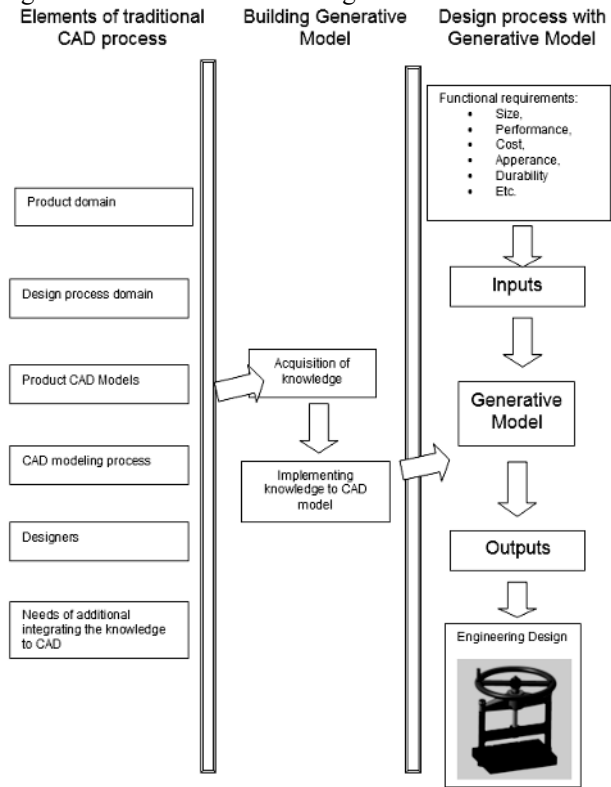 Elements of traditional
CAD process
Building Generative
Model
Design process with
Generative Model
Product domain
Design process domain
Product CAD Models
CAD modeling process
Designers
Needs of additional
integrating the knowledge
to CAD
Acquisition of
knowledge
Implementing
knowledge to CAD
model
Functional requirements:
• Size,
• Performance,
• Cost,
• Apperance,
• Durability
• Etc.
Inputs
Generative
Model
Outputs
Engineering Design